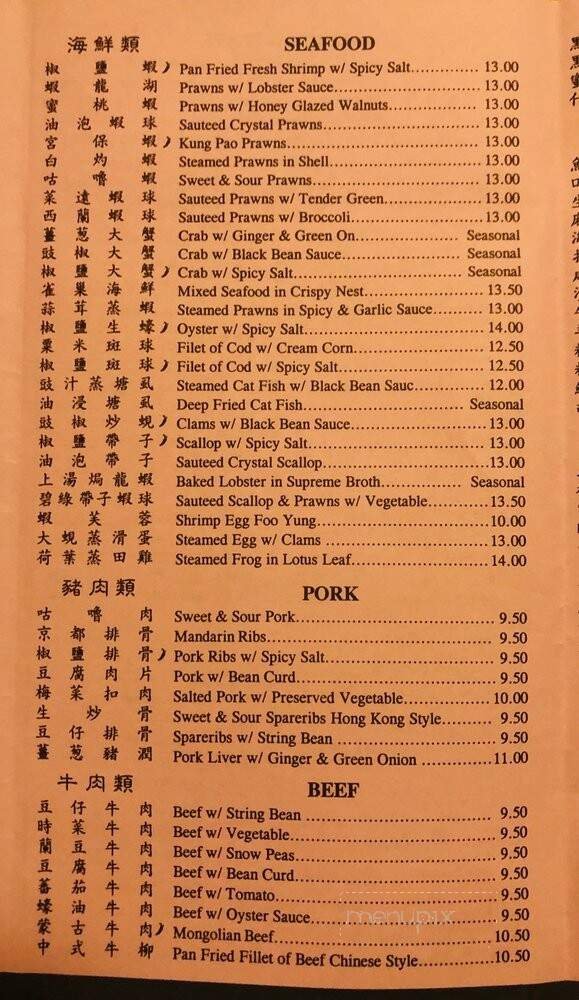 海鮮類 SEAFOOD
椒鹽蝦 ) Pan Fried Fresh Shrimp w/ Spicy Salt.............. 13.00
蝦龍湖 Prawns w/ Lobster Sauce............................. 13.00
蜜桃蝦 Prawns w/ Honey Glazed Walnuts.................. 13.00
油泡蝦球 Sauteed Crystal Prawns............................... 13.00
宮保蝦 ) Kung Pao Prawns...................................... 13.00
白灼蝦 Steamed Prawns in Shell............................. 13.00
咕嚕蝦 Sweet & Sour Prawns................................. 13.00
菜遠蝦球 Sauteed Prawns w/ Tender Green................... 13.00
西蘭蝦球 Sauteed Prawns w/ Broccoli......................... 13.00
薑葱大蟹 Crab w/ Ginger & Green On................... Seasonal
豉椒大蟹 Crab w/ Black Bean Sauce..................... Seasonal
椒鹽大蟹 ) Crab w/ Spicy Salt............................... Seasonal
雀巢海鮮 Mixed Seafood in Crispy Nest...................... 13.50
蒜茸蒸蝦 Steamed Prawns in Spicy & Garlic Sauce.......... 13.00
椒鹽生蠔 ) Oyster w/ Spicy Salt.................................. 14.00
粟米斑球 Filet of Cod w/ Cream Corn........................ 12.50
椒鹽斑球 ) Filet of Cod w/ Spicy Salt........................... 12.50
豉汁蒸塘虱 Steamed Cat Fish w/ Black Bean Sauc............. 12.00
油浸塘虱 Deep Fried Cat Fish............................. Seasonal
豉椒炒蜆 ) Clams w/ Black Bean Sauce......................... 13.00
椒鹽帶子 ) Scallop w/ Spicy Salt................................. 13.00
油泡帶子 Sauteed Crystal Scallop.............................. 13.00
上湯焗龍蝦 Baked Lobster in Supreme Broth............... Seasonal
碧綠帶子蝦球 Sauteed Scallop & Prawns w/ Vegetable........... 13.50
蝦芙蓉 Shrimp Egg Foo Yung................................ 10.00
大蜆蒸滑蛋 Steamed Egg w/ Clams ............................... 13.00
荷葉蒸田雞 Steamed Frog in Lotus Leaf......................... 14.00
豬肉類 PORK
咕嚕肉 Sweet & Sour Pork..................................... 9.50
京都排骨 Mandarin Ribs........................................... 9.50
椒鹽排骨 ) Pork Ribs w/ Spicy Salt............................... 9.50
豆腐肉片 Pork w/ Bean Curd...................................... 9.50
梅菜扣肉 Salted Pork w/ Preserved Vegetable.............. 10.00
生炒骨 Sweet & Sour Spareribs Hong Kong Style......... 9.50
豆仔排骨 Spareribs w/ String Bean ............................. 9.50
薑葱豬潤 Pork Liver w/ Ginger & Green Onion .............11.00
牛肉類 BEEF
豆仔牛肉 Beef w/ String Bean .................................. 9.50
時菜牛肉 Beef w/ Vegetable...................................... 9.50
蘭豆牛肉 Beef w/ Snow Peas..................................... 9.50
豆腐牛肉 Beef w/ Bean Curd..................................... 9.50
蕃茄牛肉 Beef w/ Tomato......................................... 9.50
蠔油牛肉 Beef w/ Oyster Sauce.................................. 9.50
蒙古牛肉 ) Mongolian Beef....................................... 10.50
中式牛柳 Pan Fried Fillet of Beef Chinese Style............ 10.50
menupix